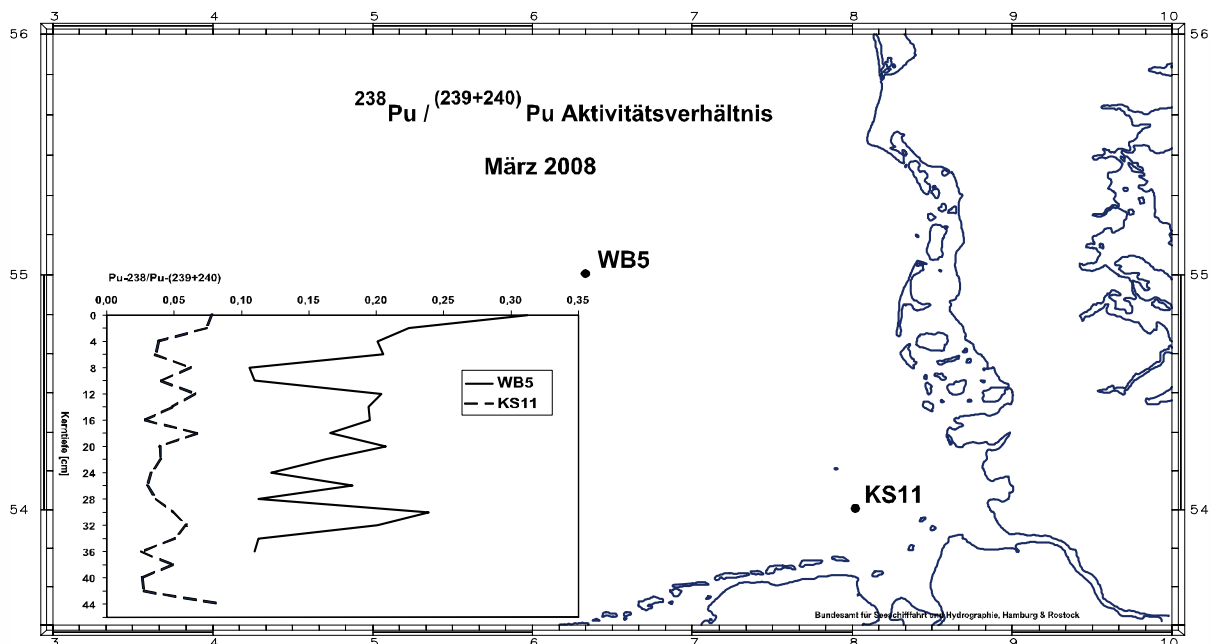 3 4 5 6 7 8 9 10
56 56
238Pu / (239+240) Pu Aktivitätsverhältnis
März 2008
WB5
55 55
Pu-238/Pu-(239+240)
0,00 0,05 0,10 0,15 0,20 0,25 0,30 0,35
0
4
8
12
16
20
24
28
32
36
40
44
Kerntiefe [cm]
WB5
KS11
KS11
54 54
Bundesamt für Seeschifffahrt und Hydrographie, Hamburg & Rostock
3 4 5 6 7 8 9 10